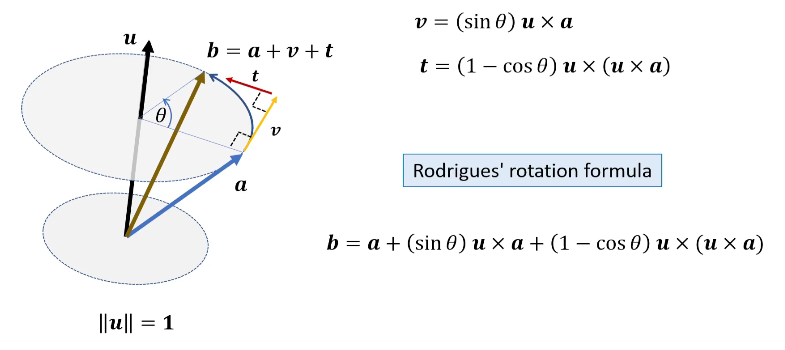 u
b = a + v + t
t
θ
v
a
‖u‖ = 1
v = (sin θ) u × a
t = (1 − cos θ) u × (u × a)
Rodrigues' rotation formula
b = a + (sin θ) u × a + (1 − cos θ) u × (u × a)